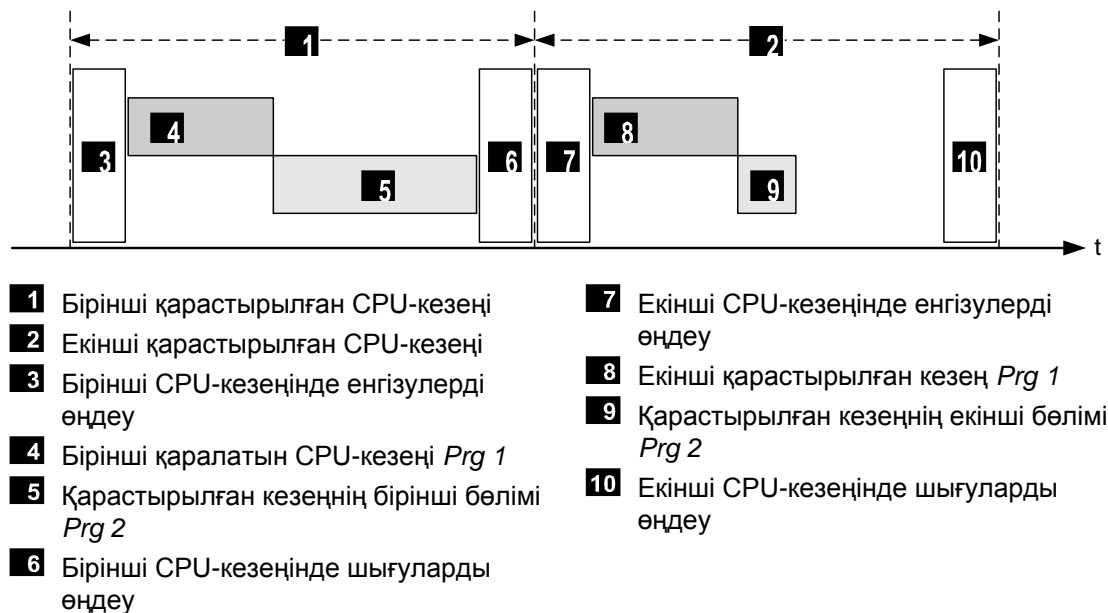 1
2
3
4
5
6
7
8
9
10
t
1 Бірінші қарастырылған CPU-кезеңі
2 Екінші қарастырылған CPU-кезеңі
3 Бірінші CPU-кезеңінде енгізулерді
өңдеу
4 Бірінші қаралатын CPU-кезеңі Prg 1
5 Қарастырылған кезеңнің бірінші бөлімі
Prg 2
6 Бірінші CPU-кезеңінде шығуларды
өңдеу
7 Екінші CPU-кезеңінде енгізулерді
өңдеу
8 Екінші қарастырылған кезең Prg 1
9 Қарастырылған кезеңнің екінші бөлімі
Prg 2
10 Екінші CPU-кезеңінде шығуларды
өңдеу